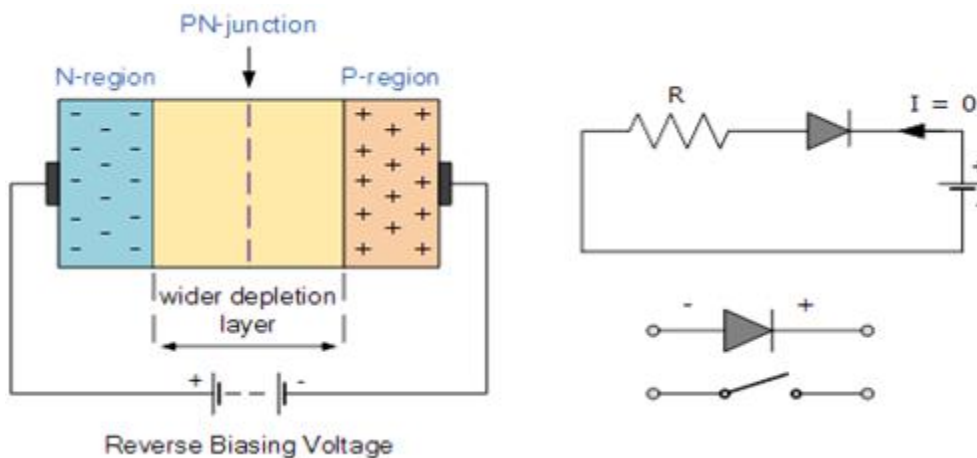 PN-junction
N-region
P-region
wider depletion
layer
+ -
Reverse Biasing Voltage
R
I = 0
+
-
- +